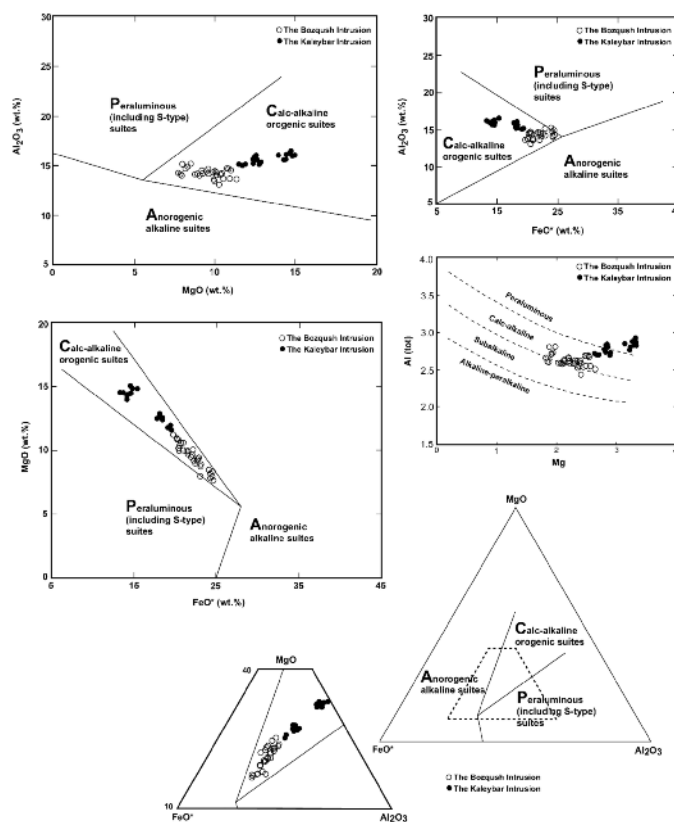 30
25
20
15
10
5
Al₂O₃ (wt.%)
0
5
10
15
20
MgO (wt.%)
The Bozqush Intrusion
The Kaleybar Intrusion
Peraluminous
(including S-type)
suites
Calc-alkaline
orogenic suites
Anorogenic
alkaline suites
30
25
20
15
10
5
Al₂O₃ (wt.%)
5
15
25
35
FeO* (wt.%)
The Bozqush Intrusion
The Kaleybar Intrusion
Peraluminous
(including S-type)
suites
Calc-alkaline
orogenic suites
Anorogenic
alkaline suites
20
15
10
5
0
MgO (wt.%)
5
15
25
35
45
FeO* (wt.%)
The Bozqush Intrusion
The Kaleybar Intrusion
Calc-alkaline
orogenic suites
Peraluminous
(including S-type)
suites
Anorogenic
alkaline suites
4.0
3.5
3.0
2.5
2.0
1.5
Al (tot)
0
1
2
3
4
Mg
The Bozqush Intrusion
The Kaleybar Intrusion
Peraluminous
Calc-alkaline
Subalkaline
Alkaline-peralkaline
MgO
40
10
FeO*
Al₂O₃
MgO
Calc-alkaline
orogenic suites
Anorogenic
alkaline suites
Peraluminous
(including S-type)
suites
FeO*
Al₂O₃
The Bozqush Intrusion
The Kaleybar Intrusion